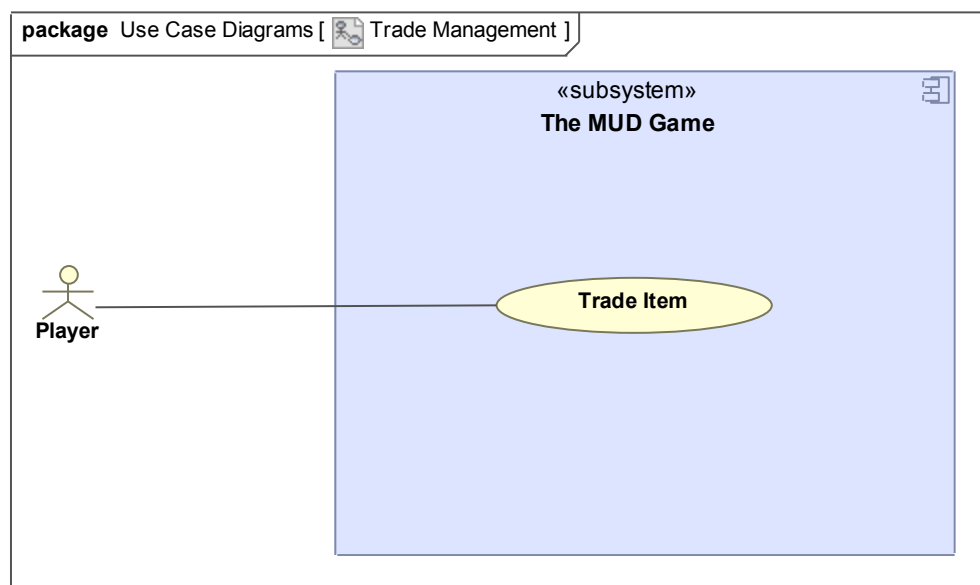 package Use Case Diagrams [ Trade Management ]
«subsystem»
The MUD Game
Trade Item
Player